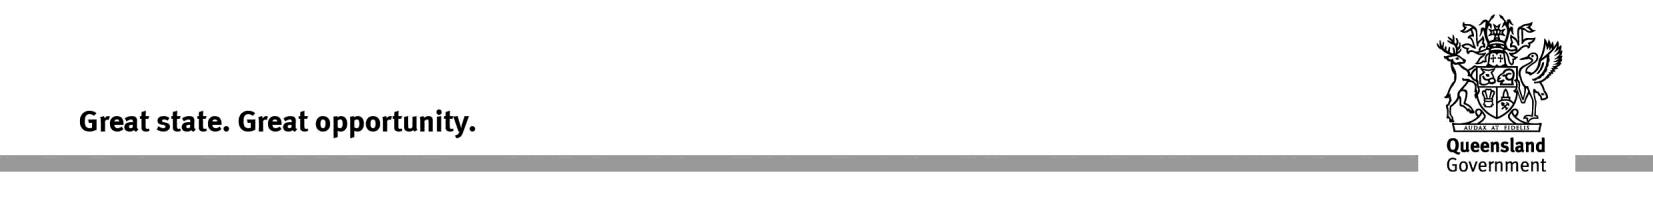 Great state. Great opportunity.
AUDAX AT FIDELIS
Queensland
Government